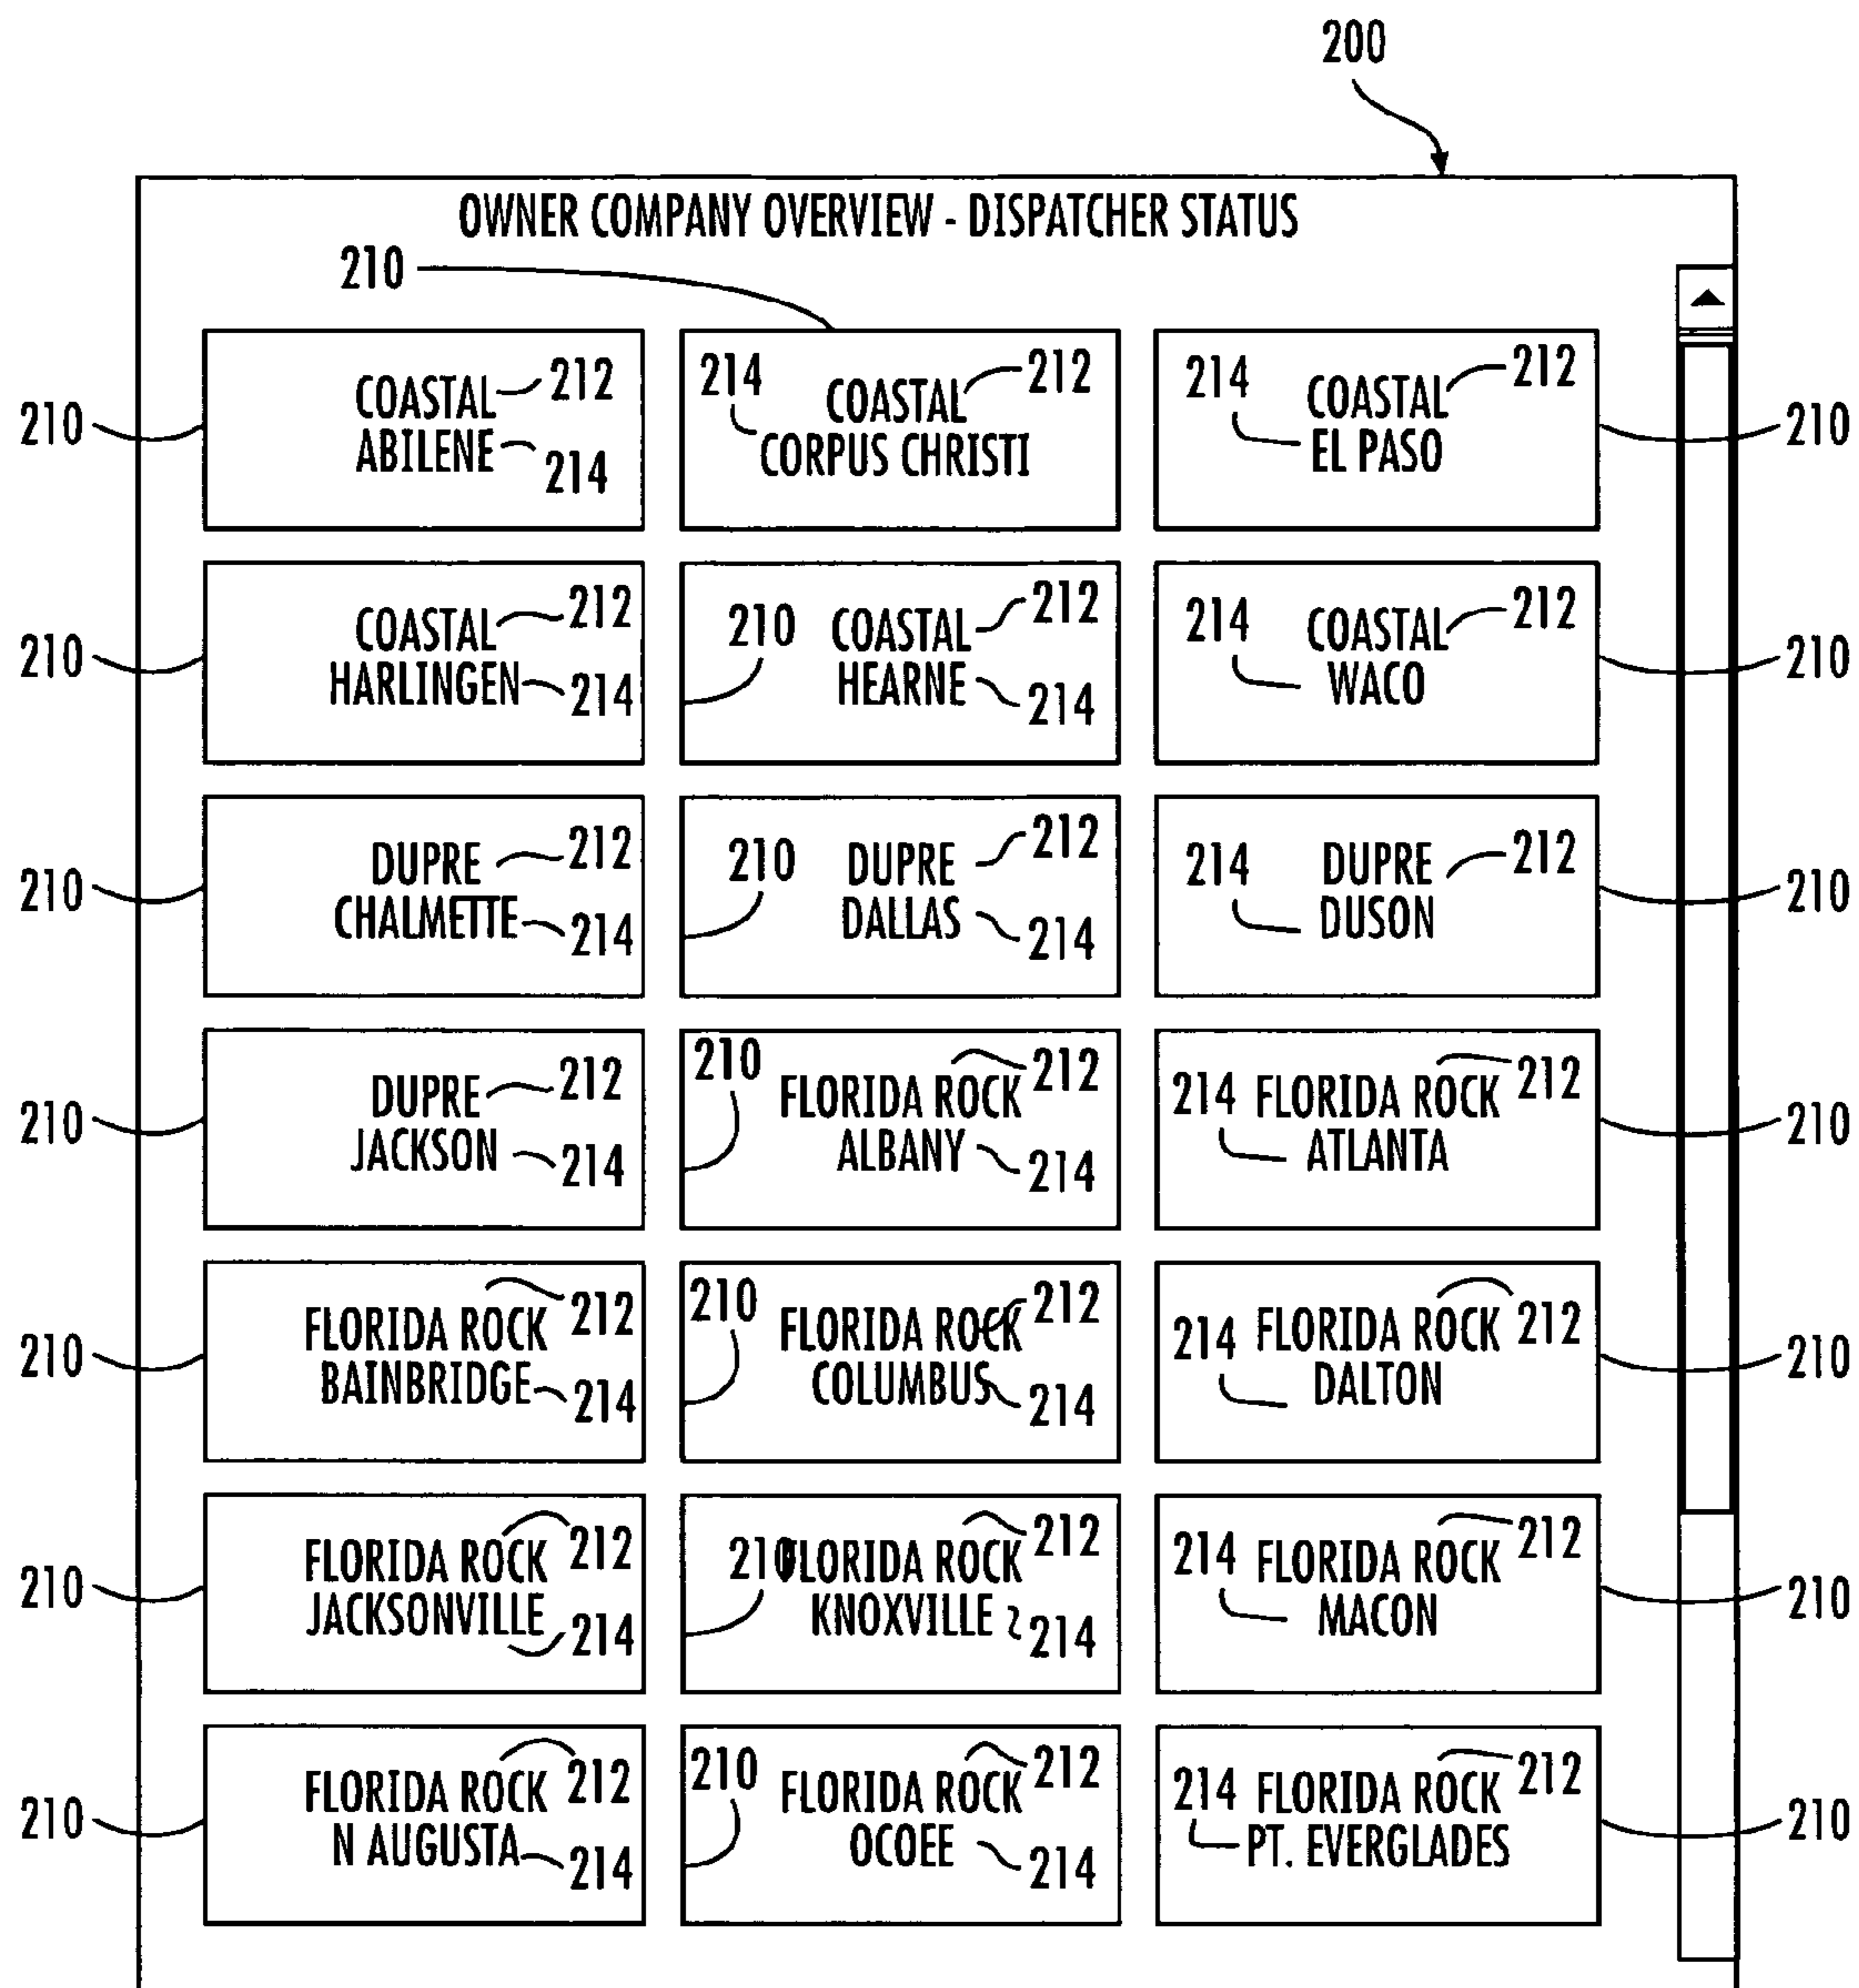 200
OWNER COMPANY OVERVIEW - DISPATCHER STATUS
210
210 COASTAL 212 214 COASTAL 212 214 COASTAL 212 210
ABILENE 214 CORPUS CHRISTI EL PASO
210 COASTAL 212 210 COASTAL 212 214 COASTAL 212 210
HARLINGEN 214 HEARNE 214 WACO
210 DUPRE 212 210 DUPRE 212 214 DUPRE 212 210
CHALMETTE 214 DALLAS 214 DUSON
210 DUPRE 212 210 FLORIDA ROCK 212 214 FLORIDA ROCK 212 210
JACKSON 214 ALBANY 214 ATLANTA
210 FLORIDA ROCK 212 210 FLORIDA ROCK 212 214 FLORIDA ROCK 212 210
BAINBRIDGE 214 COLUMBUS 214 DALTON
210 FLORIDA ROCK 212 210 FLORIDA ROCK 212 214 FLORIDA ROCK 212 210
JACKSONVILLE 214 KNOXVILLE 214 MACON
210 FLORIDA ROCK 212 210 FLORIDA ROCK 212 214 FLORIDA ROCK 212 210
N AUGUSTA 214 OCOEE 214 PT. EVERGLADES